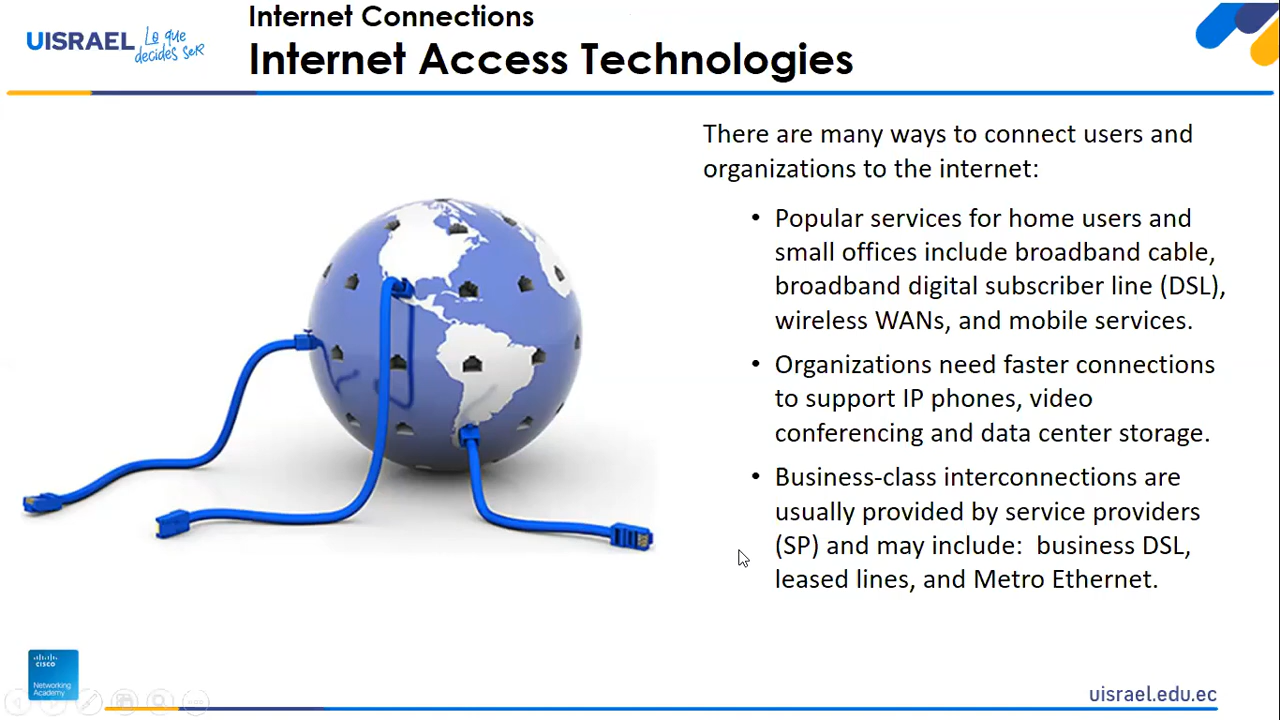 Internet Connections
UISRAEL Lo que
decides seR
Internet Access Technologies
There are many ways to connect users and
organizations to the internet:
• Popular services for home users and
small offices include broadband cable,
broadband digital subscriber line (DSL),
wireless WANs, and mobile services.
• Organizations need faster connections
to support IP phones, video
conferencing and data center storage.
• Business-class interconnections are
usually provided by service providers
(SP) and may include:  business DSL,
leased lines, and Metro Ethernet.
CISCO
Networking
Academy
uisrael.edu.ec